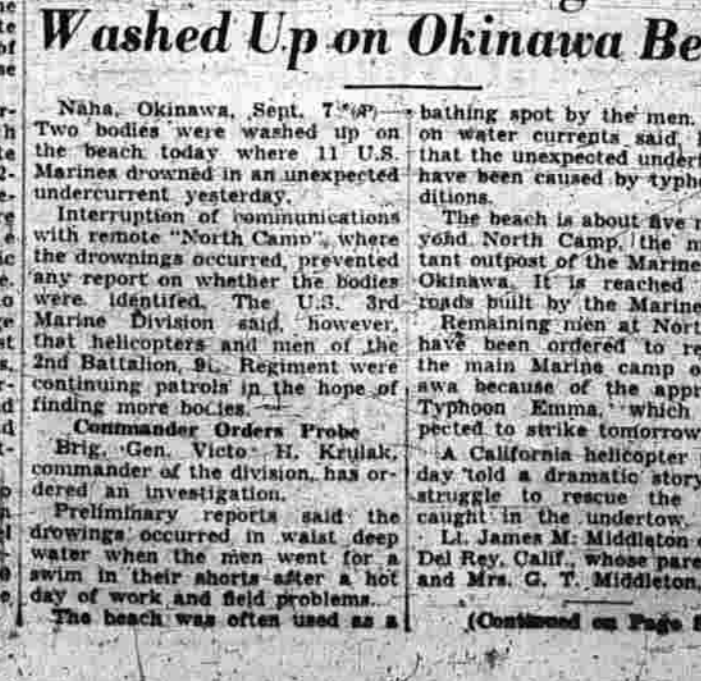 Washed Up on Okinawa Be
Naha, Okinawa, Sept. 7 (AP)—
Two bodies were washed up on
the beach today where 11 U.S.
Marines drowned in an unexpected
undercurrent yesterday.
Interruption of communications
with remote "North Camp", where
the drownings occurred, prevented
any report on whether the bodies
were identifed. The U.S. 3rd
Marine Division said, however,
that helicopters and men of the
2nd Battalion, 9t. Regiment were
continuing patrols in the hope of
finding more bodies.
Commander Orders Probe
Brig. Gen. Victo H. Krulak,
commander of the division, has or-
dered an investigation.
Preliminary reports said the
drowings occurred in waist deep
water when the men went for a
swim in their shorts after a hot
day of work and field problems.
The beach was often used as a
bathing spot by the men.
on water currents said,
that the unexpected undert
have been caused by typho
ditions.
The beach is about five m
yond North Camp, the m
tant outpost of the Marine
Okinawa. It is reached
roads built by the Marine
Remaining men at Nort
have been ordered to re
the main Marine camp o
awa because of the appr
Typhoon Emma, which
pected to strike tomorrow
A California helicopter
day told a dramatic story
struggle to rescue the
caught in the undertow.
Lt. James M. Middleton
Del Rey, Calif., whose pare
and Mrs. G. T. Middleton,
(Continued on Page